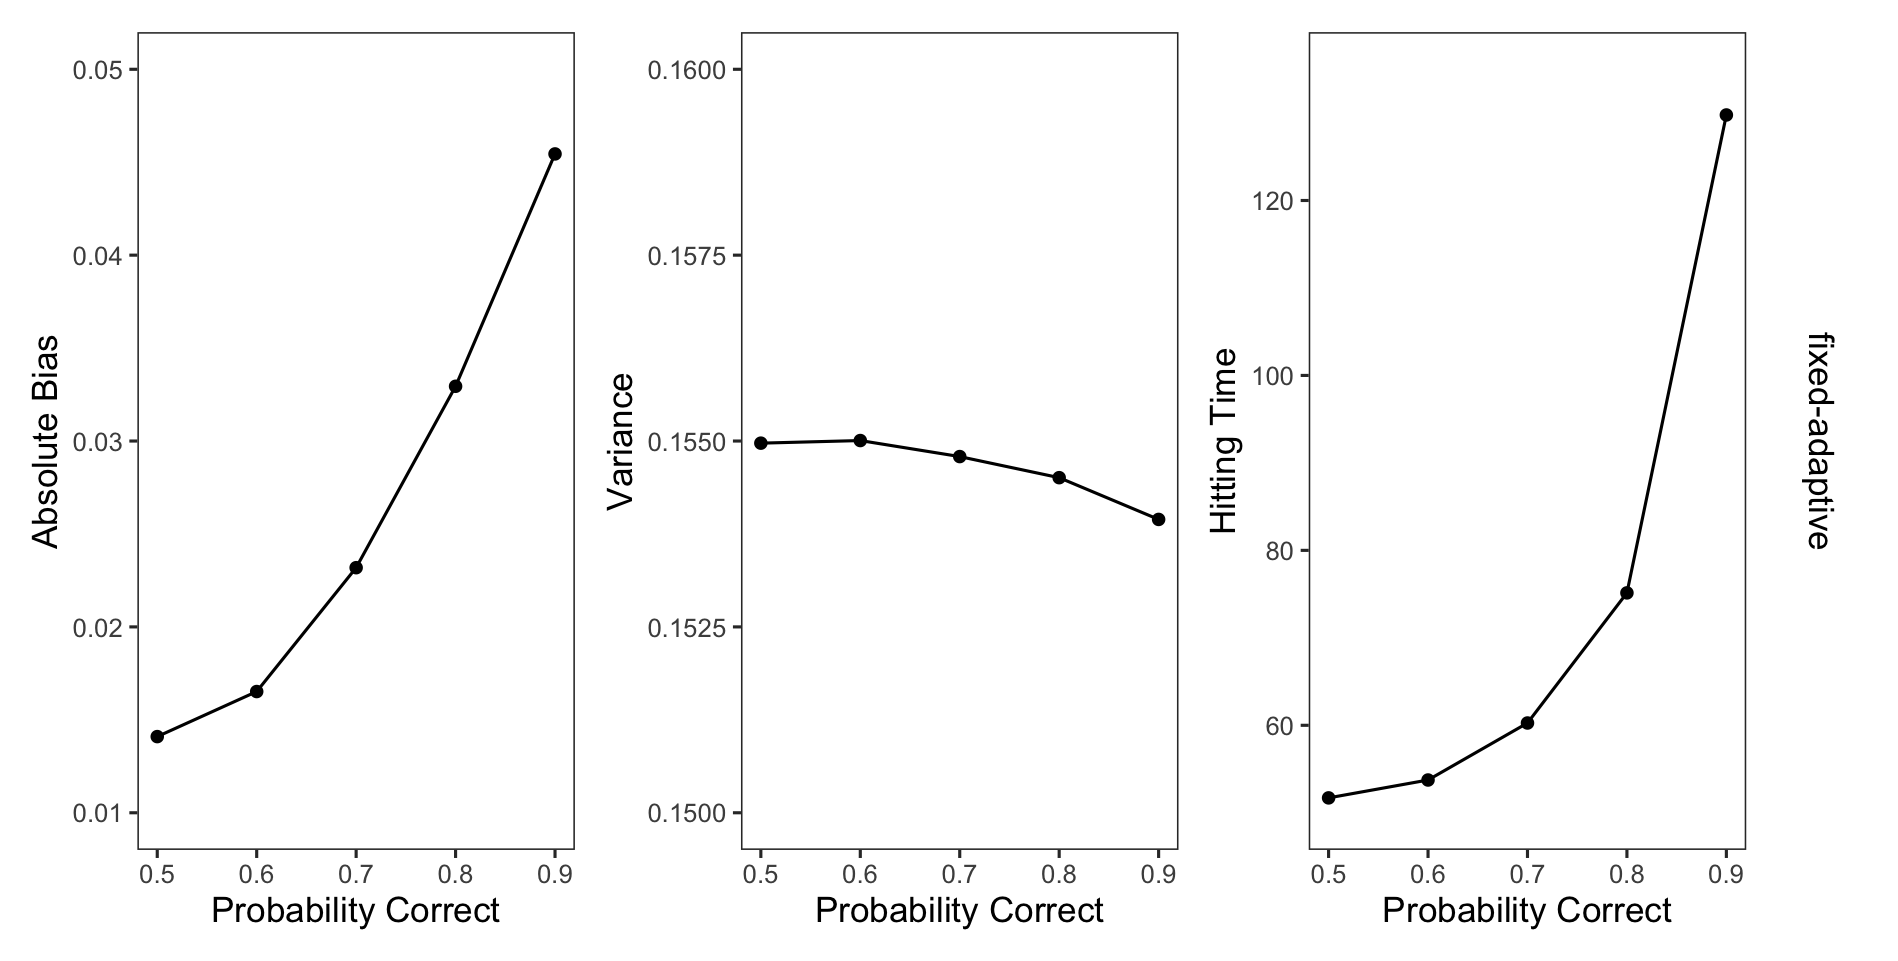 Absolute Bias
0.05
0.04
0.03
0.02
0.01
0.5 0.6 0.7 0.8 0.9
Probability Correct
Variance
0.1600
0.1575
0.1550
0.1525
0.1500
0.5 0.6 0.7 0.8 0.9
Probability Correct
Hitting Time
120
100
80
60
0.5 0.6 0.7 0.8 0.9
Probability Correct
fixed-adaptive